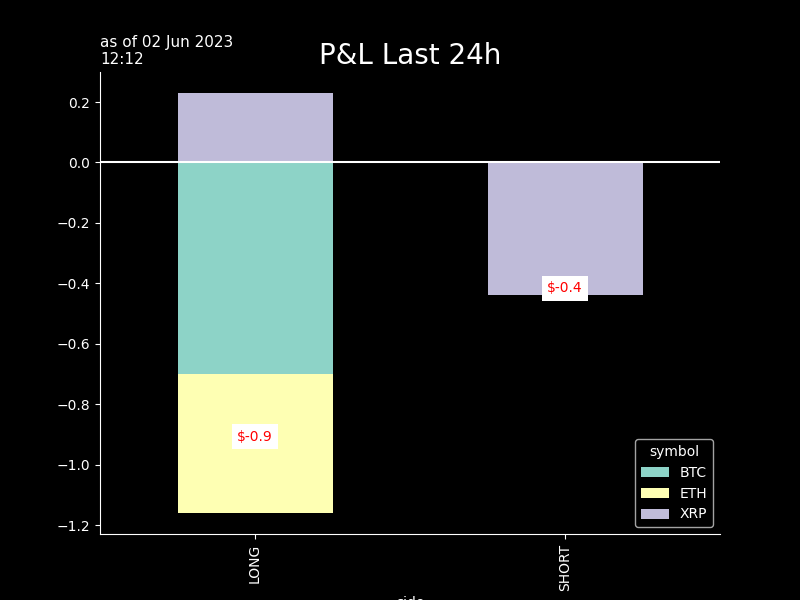 as of 02 Jun 2023
12:12
P&L Last 24h
0.2
0.0
−0.2
−0.4
−0.6
−0.8
−1.0
−1.2
$-0.9
$-0.4
symbol
BTC
ETH
XRP
LONG
SHORT
side